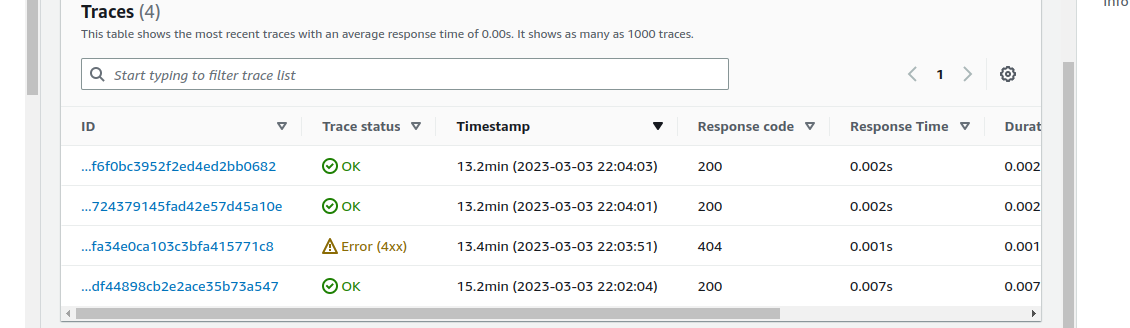 Info
Traces (4)
This table shows the most recent traces with an average response time of 0.00s. It shows as many as 1000 traces.
Start typing to filter trace list
1
ID Trace status Timestamp Response code Response Time Durat
...f6f0bc3952f2ed4ed2bb0682 OK 13.2min (2023-03-03 22:04:03) 200 0.002s 0.002
...724379145fad42e57d45a10e OK 13.2min (2023-03-03 22:04:01) 200 0.002s 0.002
...fa34e0ca103c3bfa415771c8 Error (4xx) 13.4min (2023-03-03 22:03:51) 404 0.001s 0.001
...df44898cb2e2ace35b73a547 OK 15.2min (2023-03-03 22:02:04) 200 0.007s 0.007